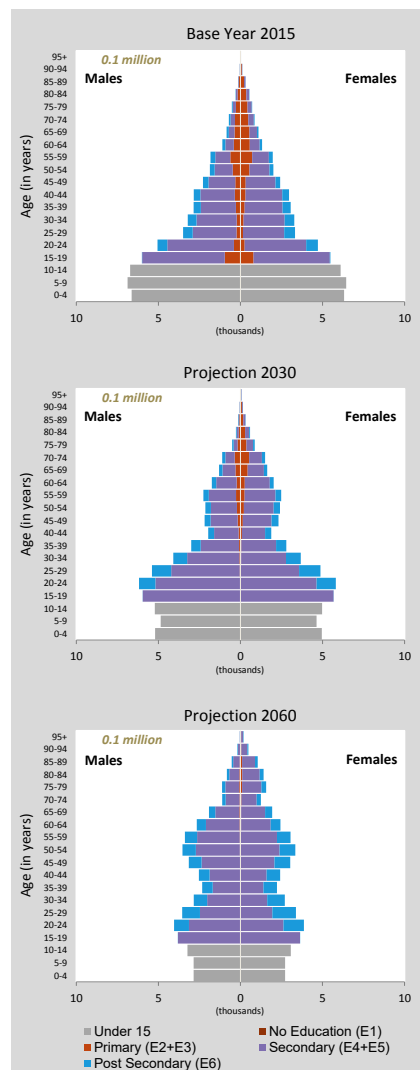 Base Year 2015
0.1 million
Males
Females
Age (in years)
95+
90-94
85-89
80-84
75-79
70-74
65-69
60-64
55-59
50-54
45-49
40-44
35-39
30-34
25-29
20-24
15-19
10-14
5-9
0-4
10 5 0 5 10
(thousands)
Projection 2030
0.1 million
Males
Females
Age (in years)
95+
90-94
85-89
80-84
75-79
70-74
65-69
60-64
55-59
50-54
45-49
40-44
35-39
30-34
25-29
20-24
15-19
10-14
5-9
0-4
10 5 0 5 10
(thousands)
Projection 2060
0.1 million
Males
Females
Age (in years)
95+
90-94
85-89
80-84
75-79
70-74
65-69
60-64
55-59
50-54
45-49
40-44
35-39
30-34
25-29
20-24
15-19
10-14
5-9
0-4
10 5 0 5 10
(thousands)
Under 15 No Education (E1)
Primary (E2+E3) Secondary (E4+E5)
Post Secondary (E6)